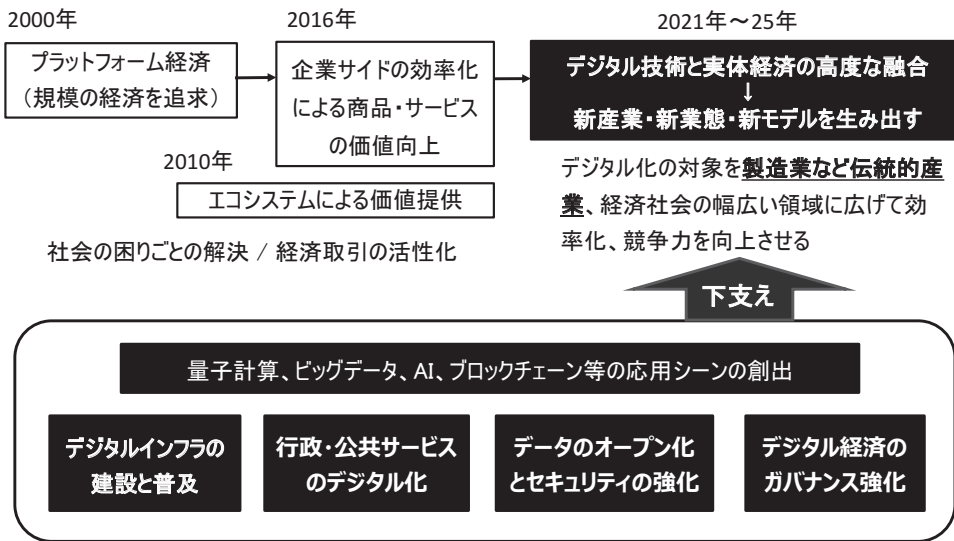 2000年
2016年
2021年～25年
プラットフォーム経済
（規模の経済を追求）
企業サイドの効率化
による商品・サービス
の価値向上
デジタル技術と実体経済の高度な融合
↓
新産業・新業態・新モデルを生み出す
2010年
エコシステムによる価値提供
社会の困りごとの解決 / 経済取引の活性化
デジタル化の対象を製造業など伝統的産
業、経済社会の幅広い領域に広げて効
率化、競争力を向上させる
下支え
量子計算、ビッグデータ、AI、ブロックチェーン等の応用シーンの創出
デジタルインフラの
建設と普及
行政・公共サービス
のデジタル化
データのオープン化
とセキュリティの強化
デジタル経済の
ガバナンス強化